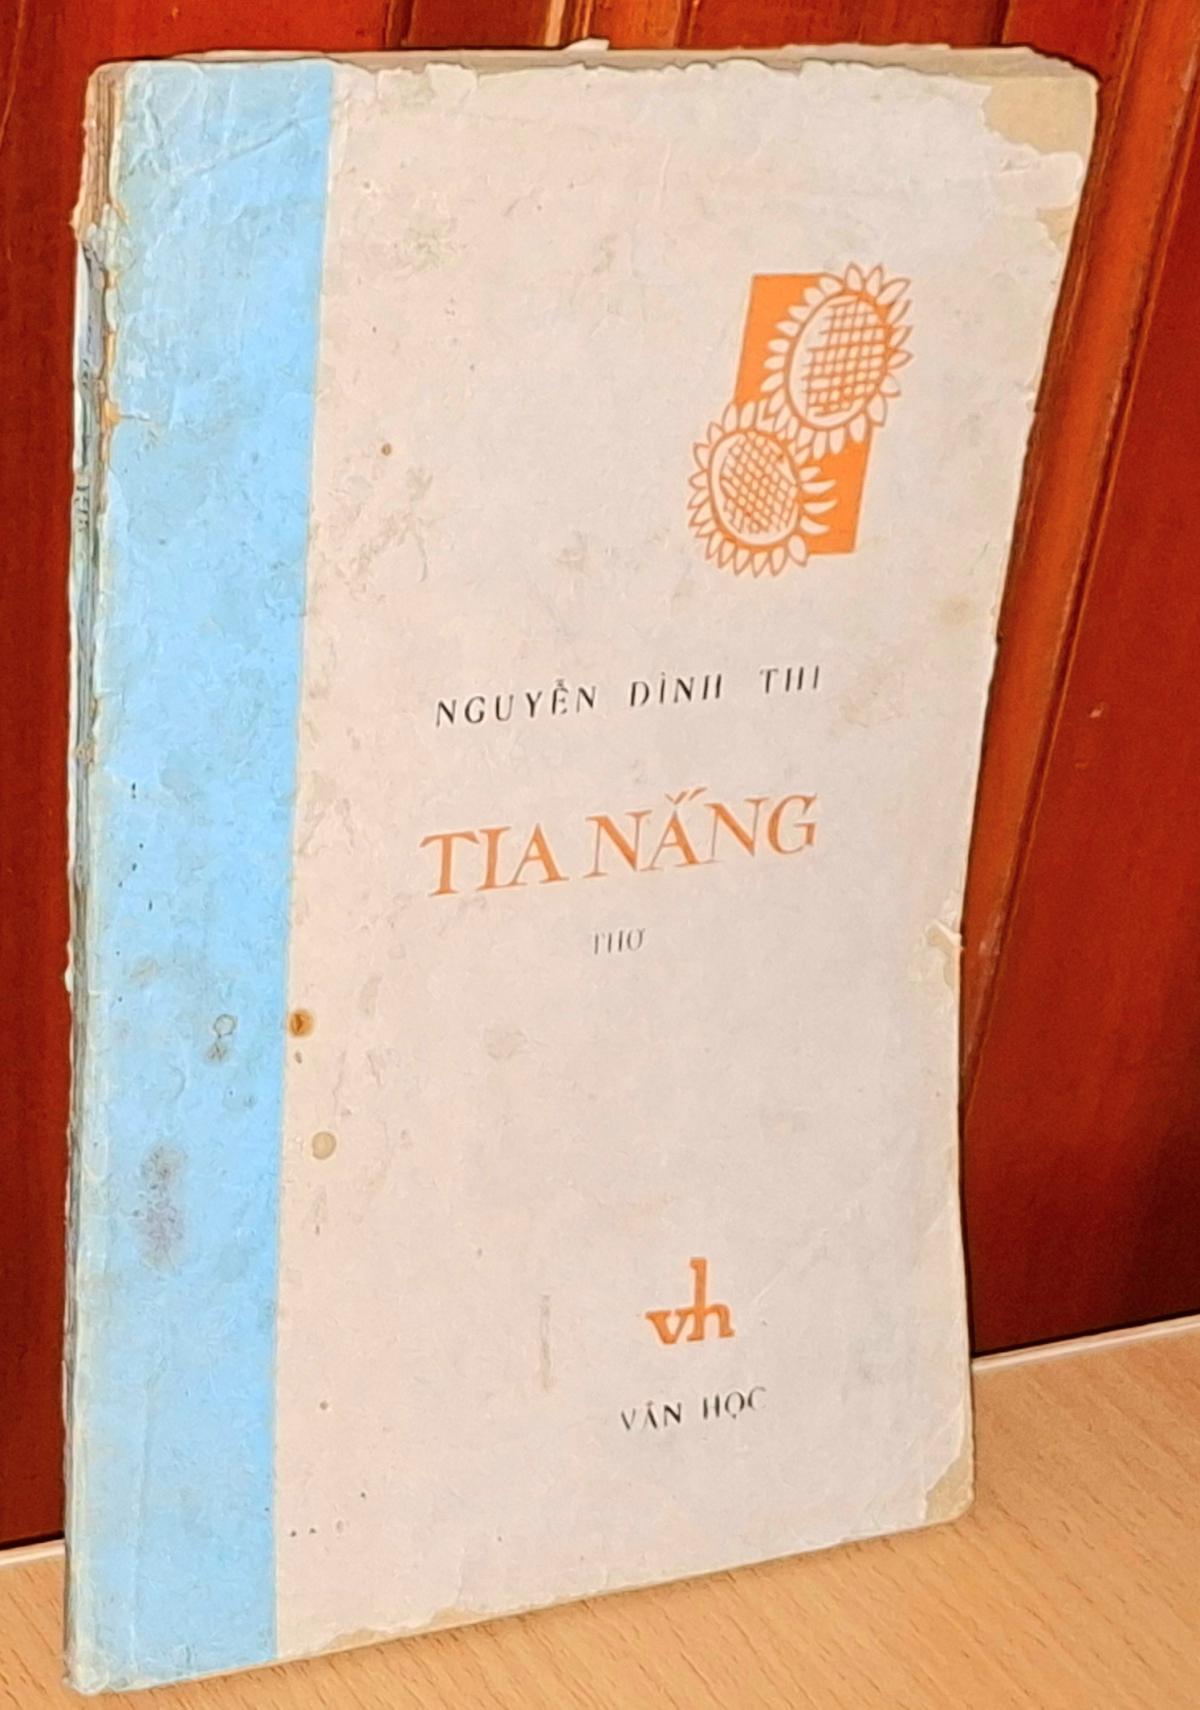 NGUYỄN ĐÌNH THI
TIA NẮNG
THƠ
vh
VĂN HỌC